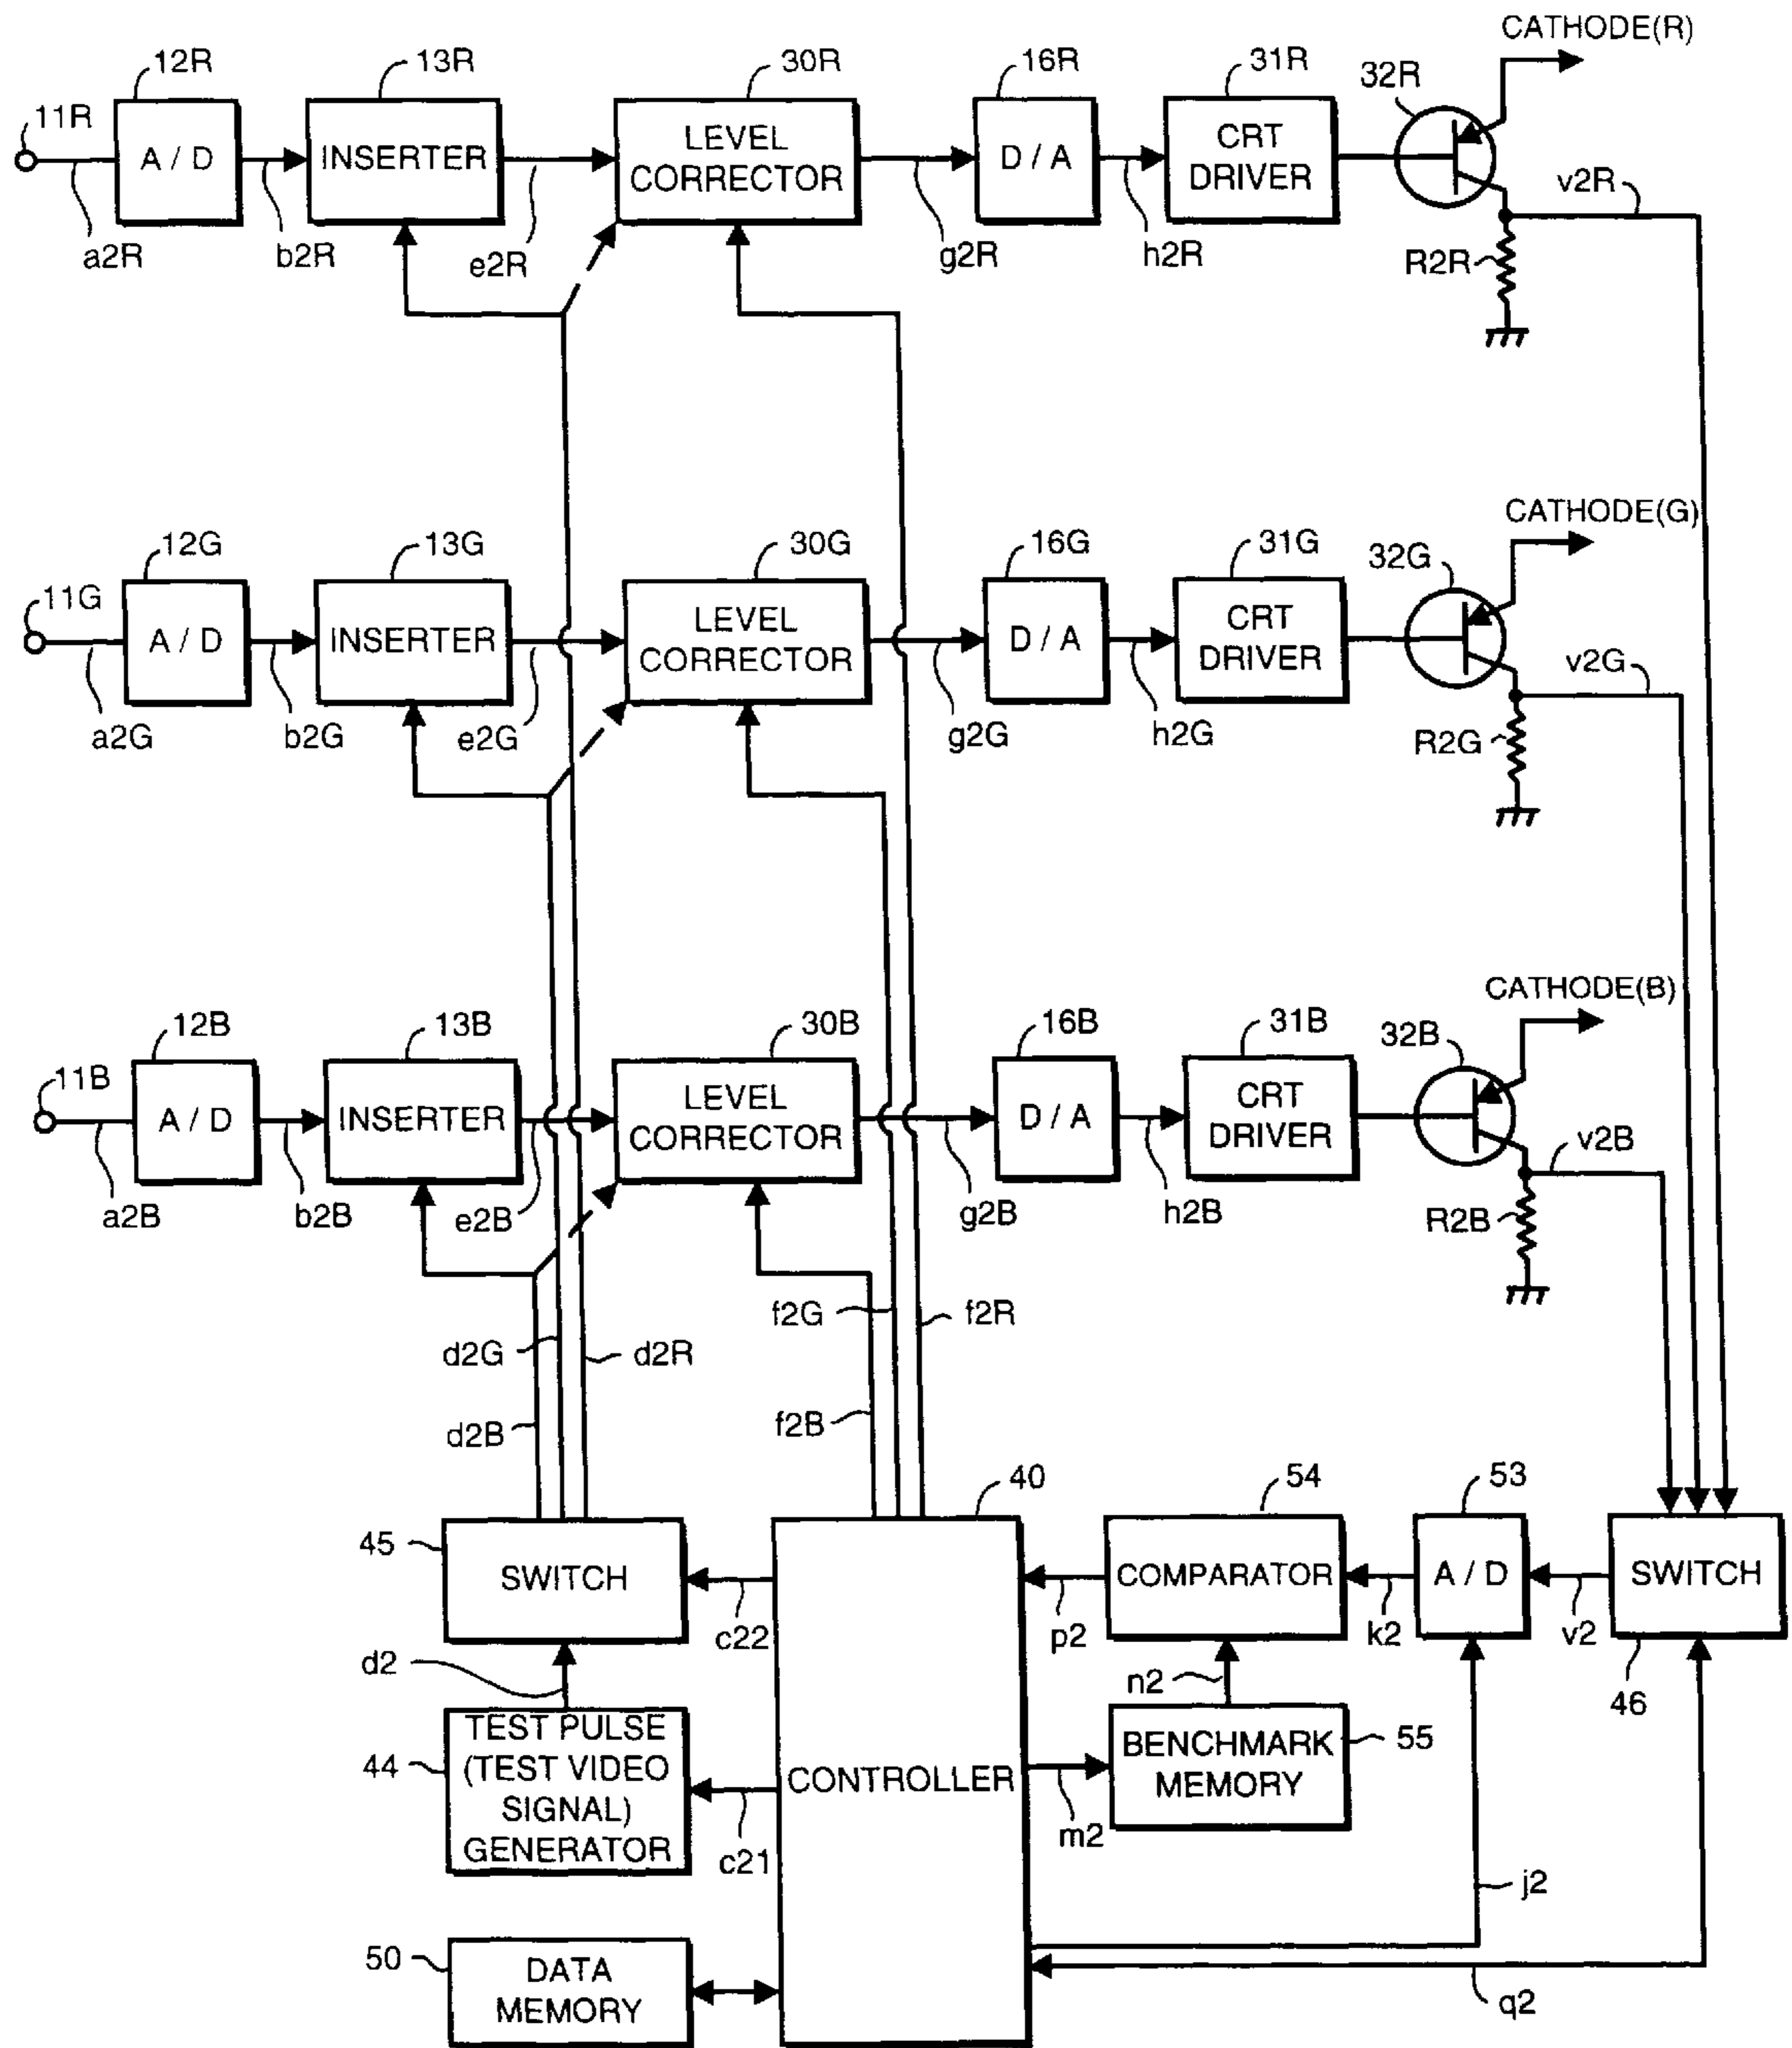 CATHODE(R)
12R
13R
30R
16R
31R
32R
11R
A / D
INSERTER
LEVEL
CORRECTOR
D / A
CRT
DRIVER
v2R
a2R
b2R
e2R
g2R
h2R
R2R
CATHODE(G)
12G
13G
30G
16G
31G
32G
11G
A / D
INSERTER
LEVEL
CORRECTOR
D / A
CRT
DRIVER
v2G
a2G
b2G
e2G
g2G
h2G
R2G
CATHODE(B)
12B
13B
30B
16B
31B
32B
11B
A / D
INSERTER
LEVEL
CORRECTOR
D / A
CRT
DRIVER
v2B
a2B
b2B
e2B
g2B
h2B
R2B
f2G
f2R
d2G
d2R
d2B
f2B
40
54
53
45
SWITCH
COMPARATOR
A / D
SWITCH
c22
p2
k2
v2
d2
n2
46
44
TEST PULSE
(TEST VIDEO
SIGNAL)
GENERATOR
CONTROLLER
BENCHMARK
MEMORY
55
c21
m2
j2
50
DATA
MEMORY
q2